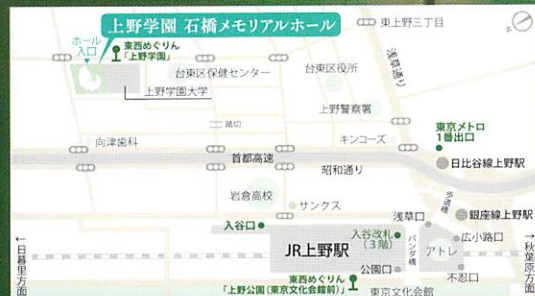 上野学園 石橋メモリアルホール
ホール
入口
東西めぐりん
「上野学園」
東上野三丁目
N
浅草通り
台東区保健センター
台東区役所
上野学園大学
上野警察署
踏切
東京メトロ
1番出口
向津歯科
キンコーズ
首都高速
日比谷線上野駅
昭和通り
岩倉高校
サンクス
歩道橋
浅草口
銀座線上野駅
入谷口
入谷改札
(3階)
広小路口
←日暮里方面
JR上野駅
パンダ橋
アトレ
→秋葉原方面
公園口
不忍口
東西めぐりん
「上野公園(東京文化会館前)」
東京文化会館